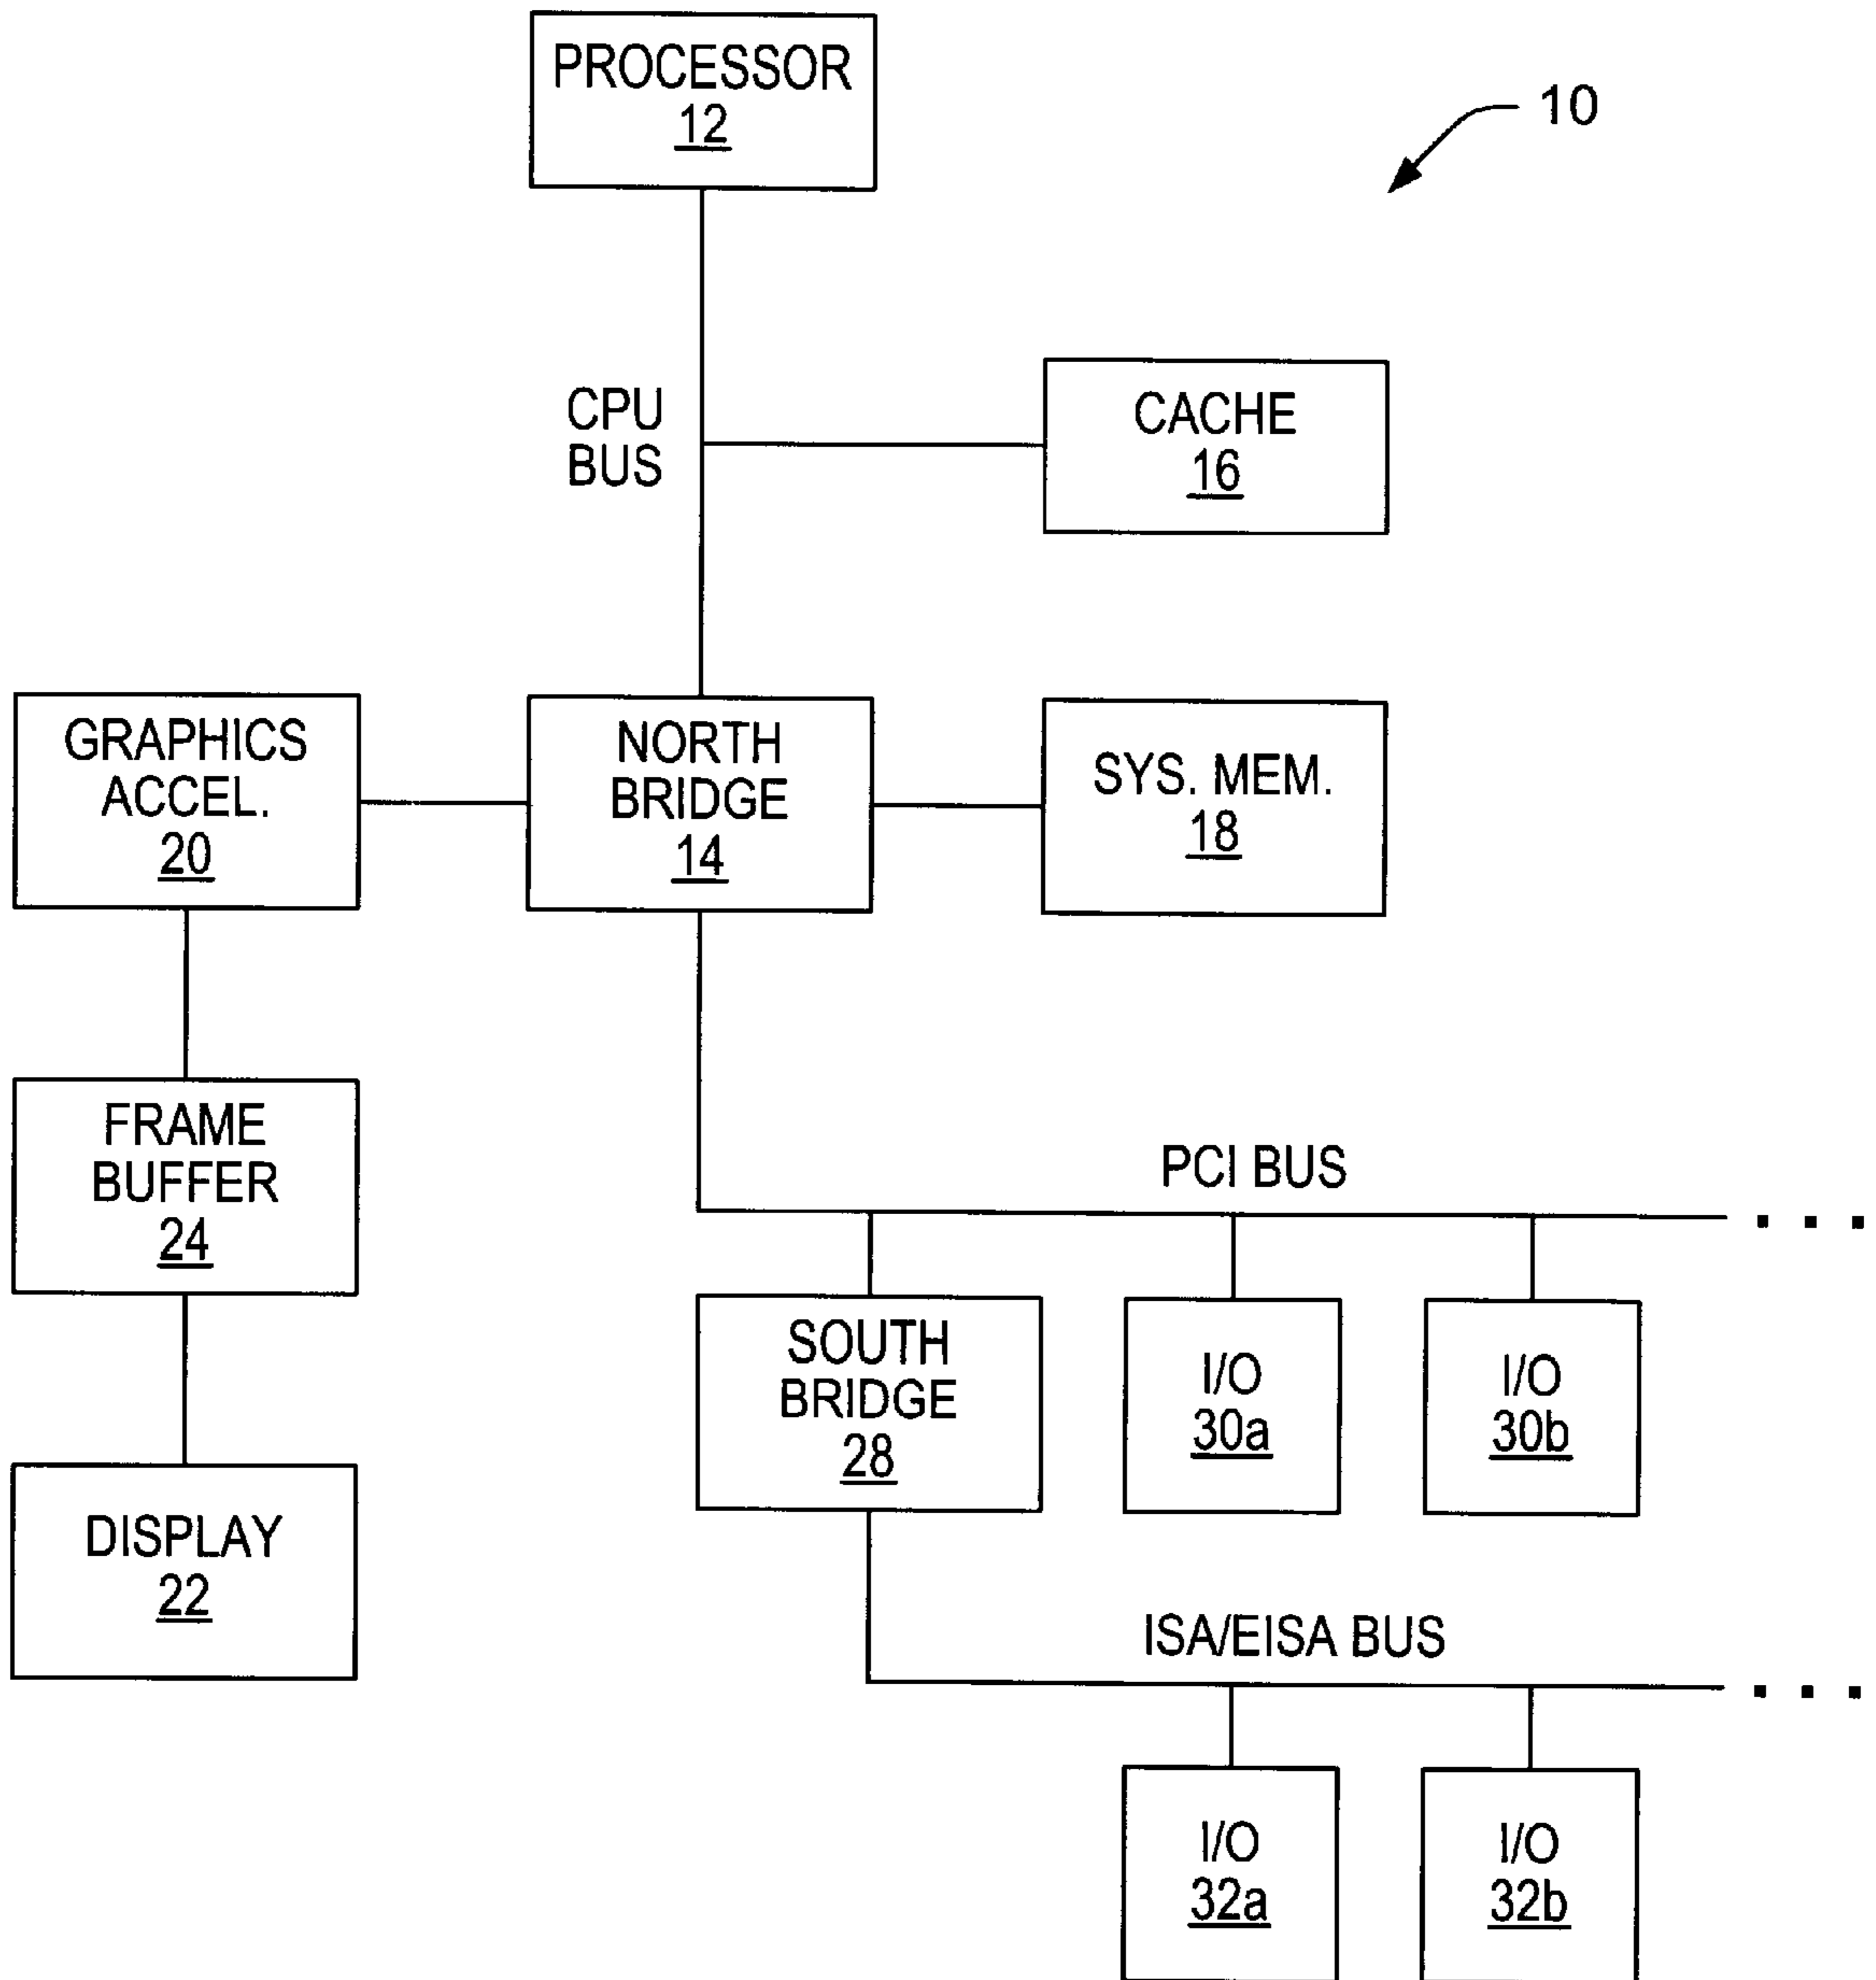 PROCESSOR
12
10
CPU
BUS
CACHE
16
GRAPHICS
ACCEL.
20
NORTH
BRIDGE
14
SYS. MEM.
18
FRAME
BUFFER
24
PCI BUS
SOUTH
BRIDGE
28
I/O
30a
I/O
30b
DISPLAY
22
ISA/EISA BUS
I/O
32a
I/O
32b